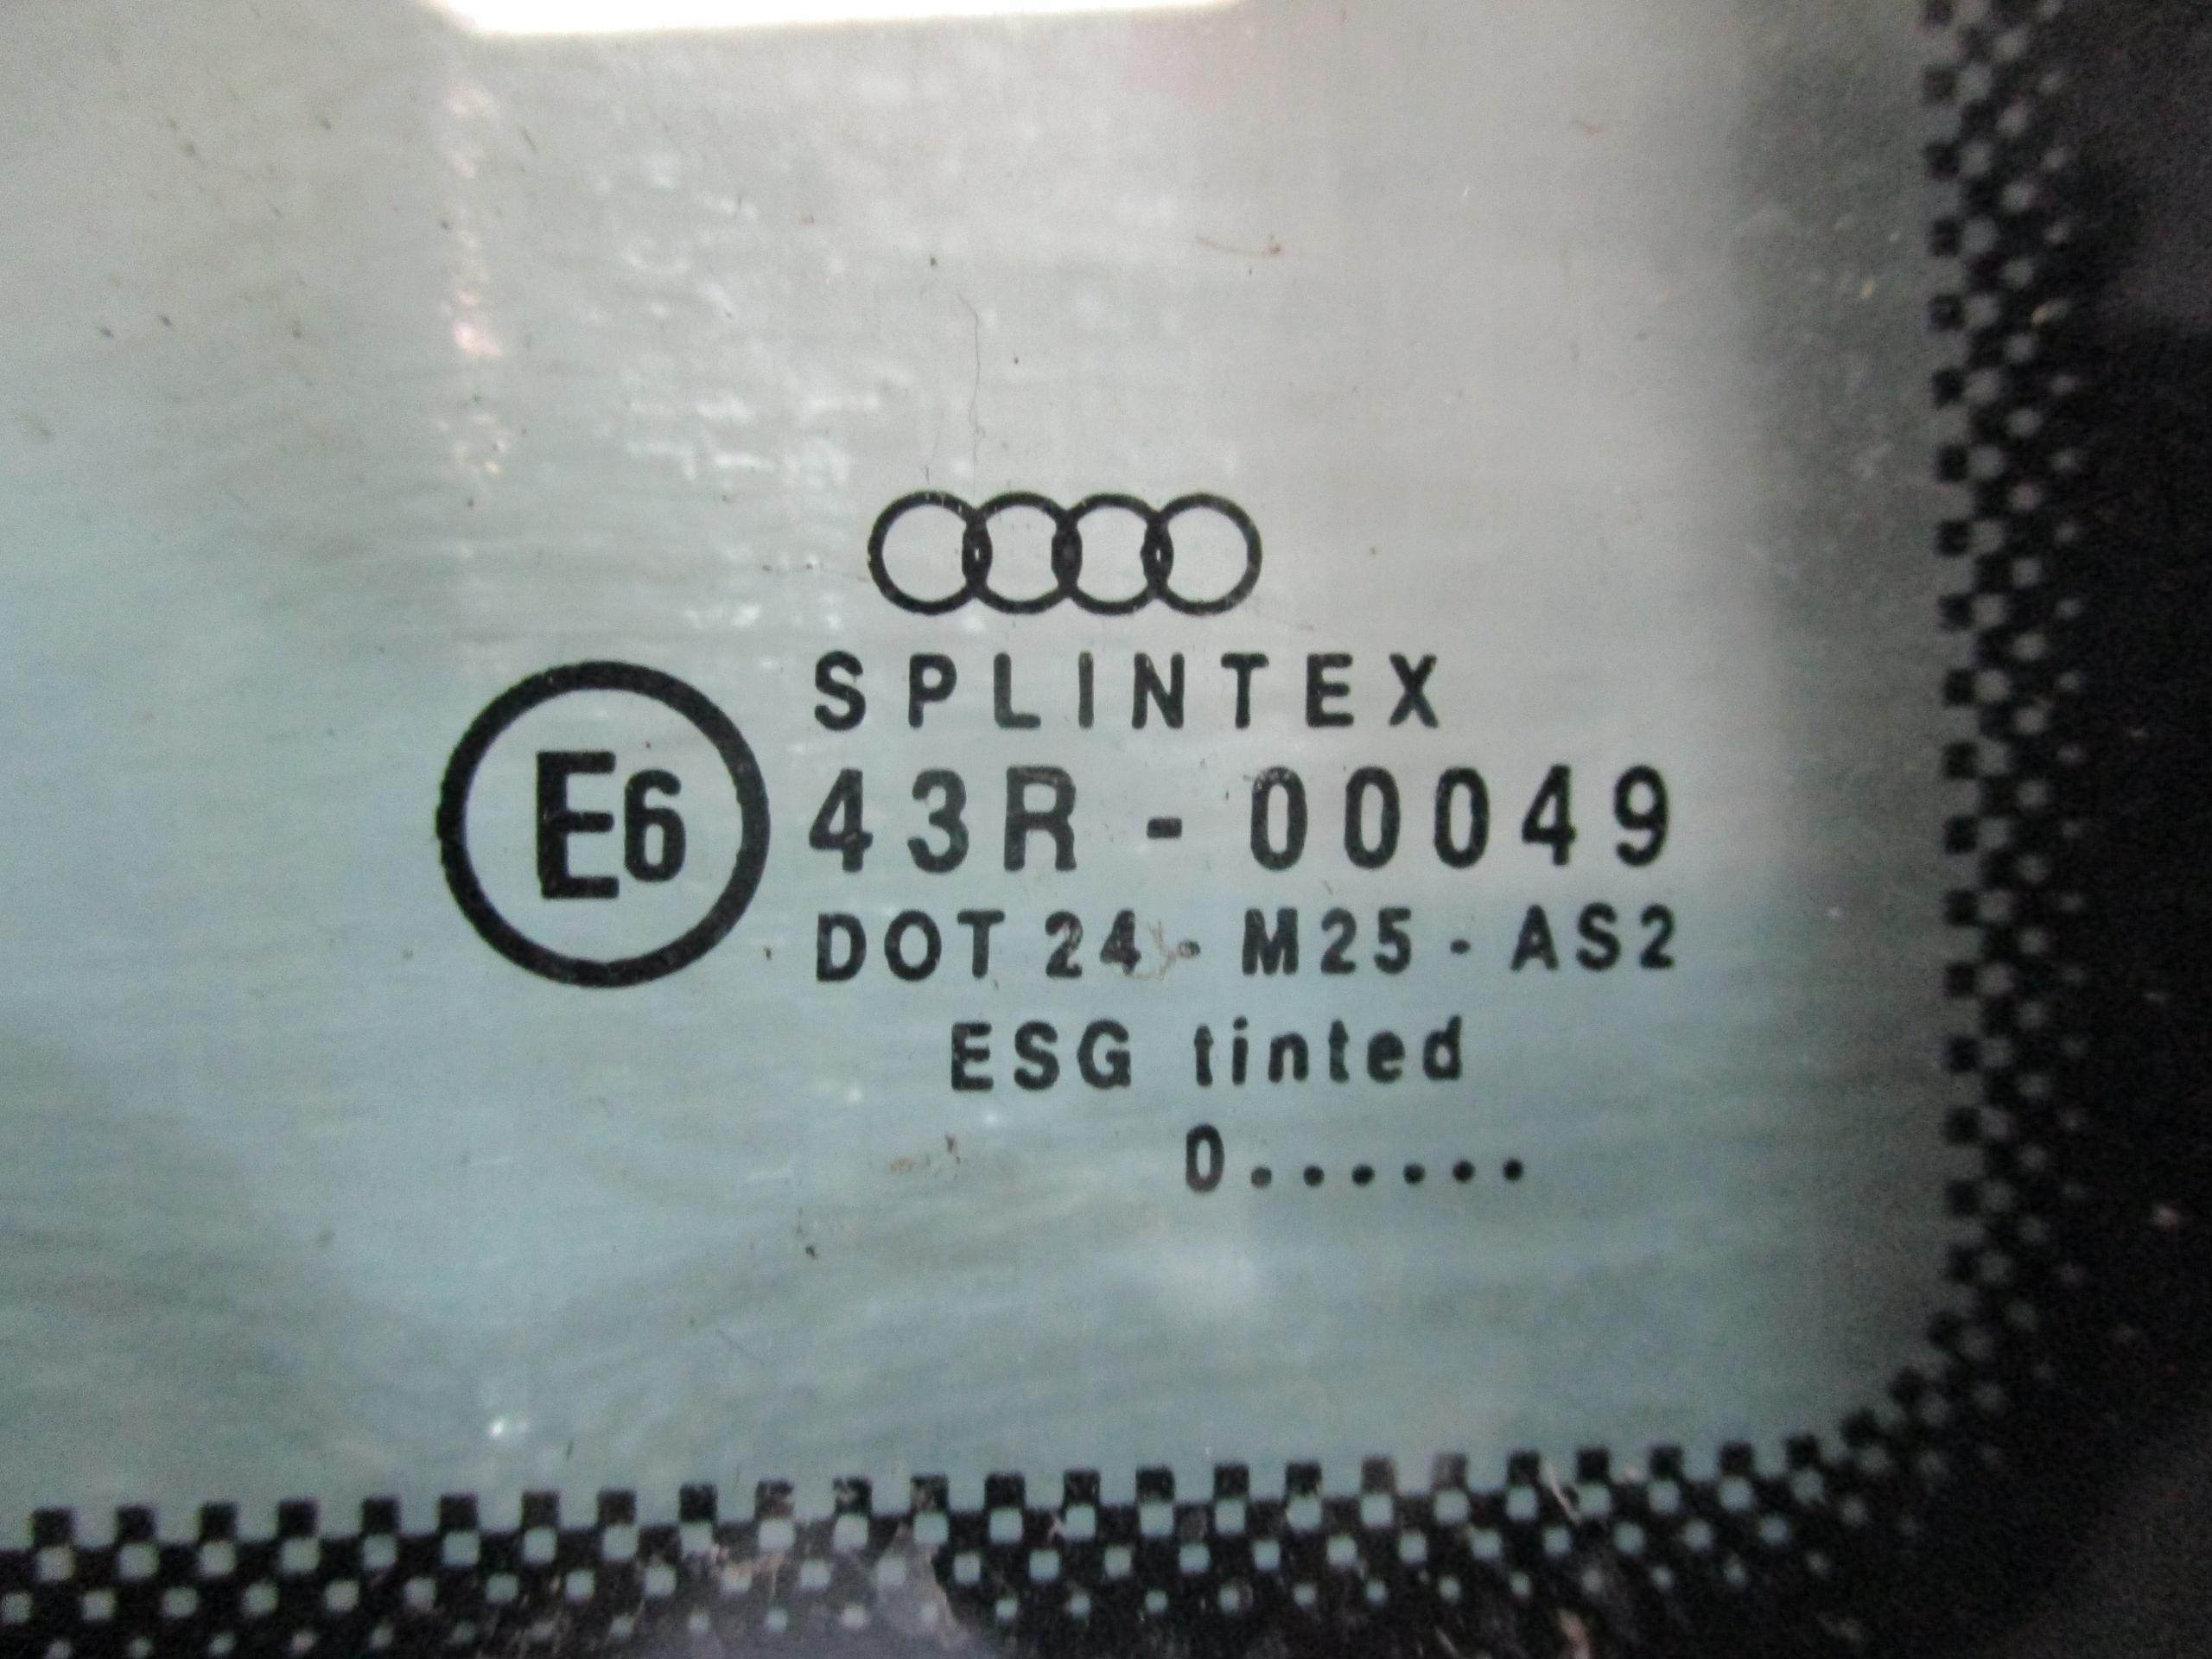 SPLINTEX
E6
43R - 00049
DOT 24 - M25 - AS2
ESG tinted
0......